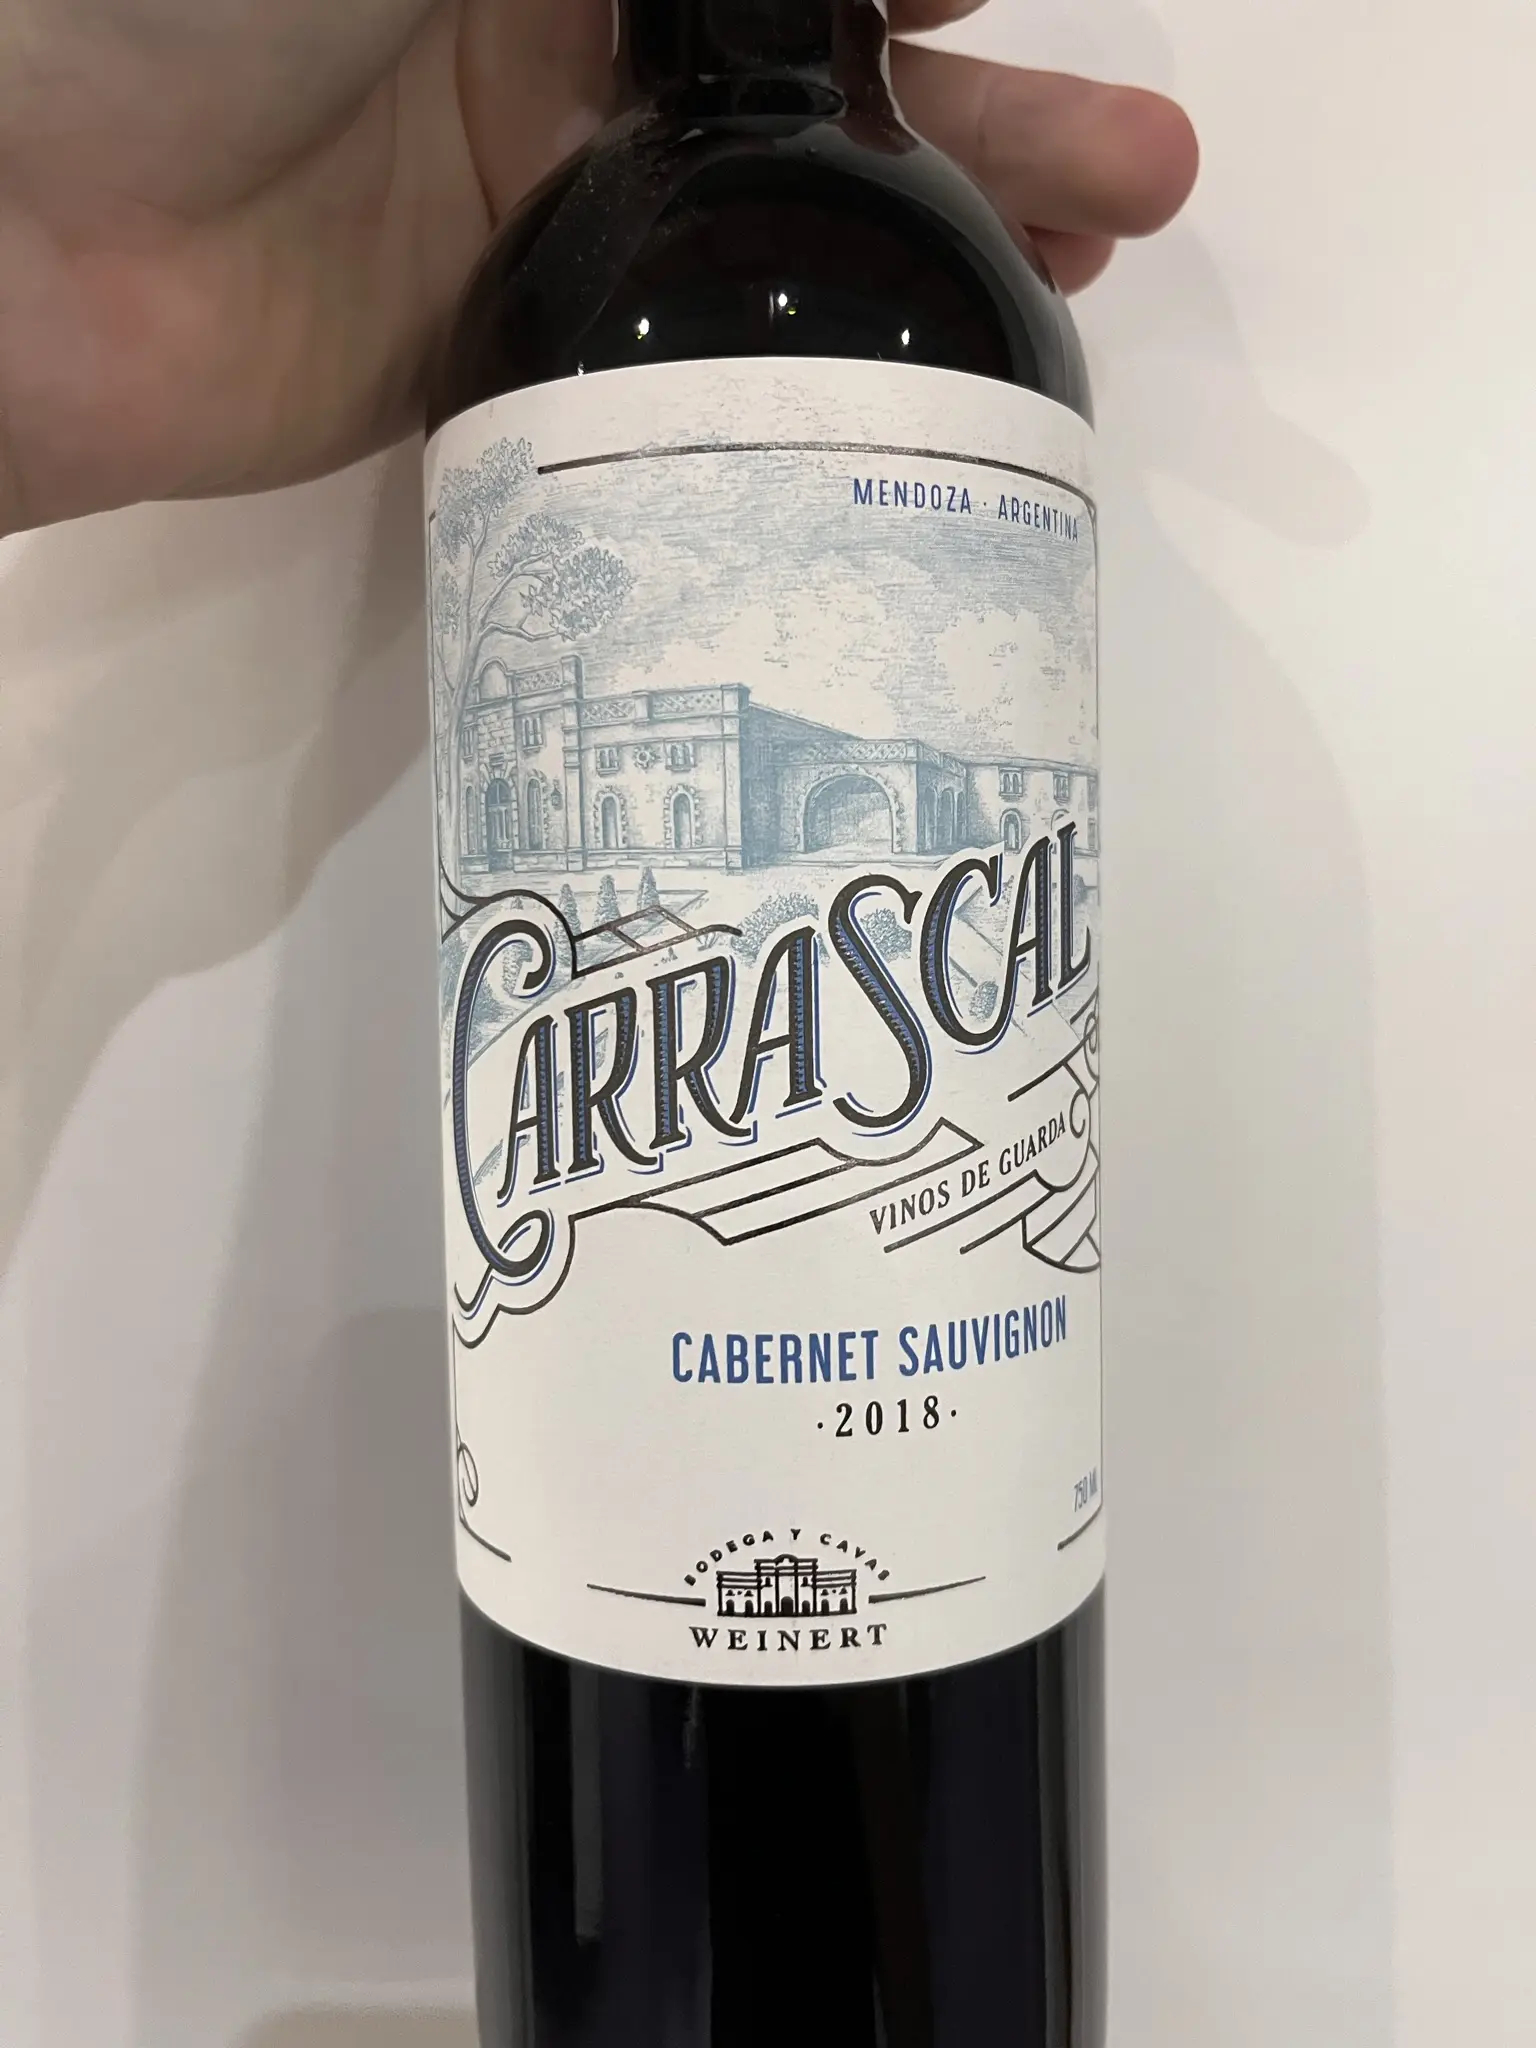 MENDOZA · ARGENTINA
CARRASCAL
VINOS DE GUARDA
CABERNET SAUVIGNON
·2018·
750 ML
BODEGA Y CAVAS
WEINERT